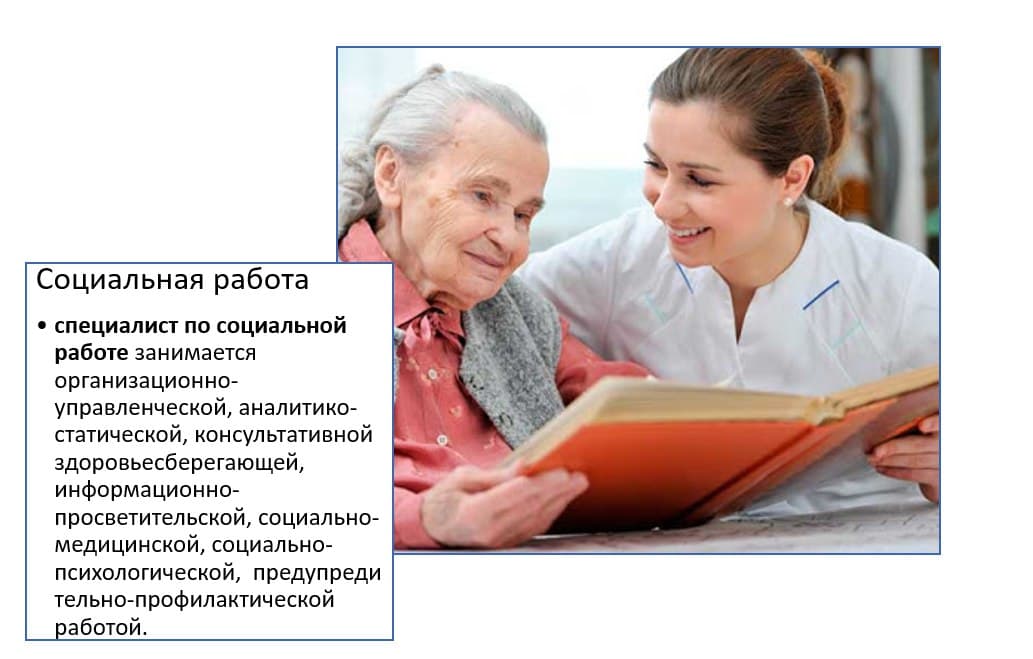 Социальная работа
• специалист по социальной
работе занимается
организационно-
управленческой, аналитико-
статической, консультативной
здоровьесберегающей,
информационно-
просветительской, социально-
медицинской, социально-
психологической, предупреди
тельно-профилактической
работой.